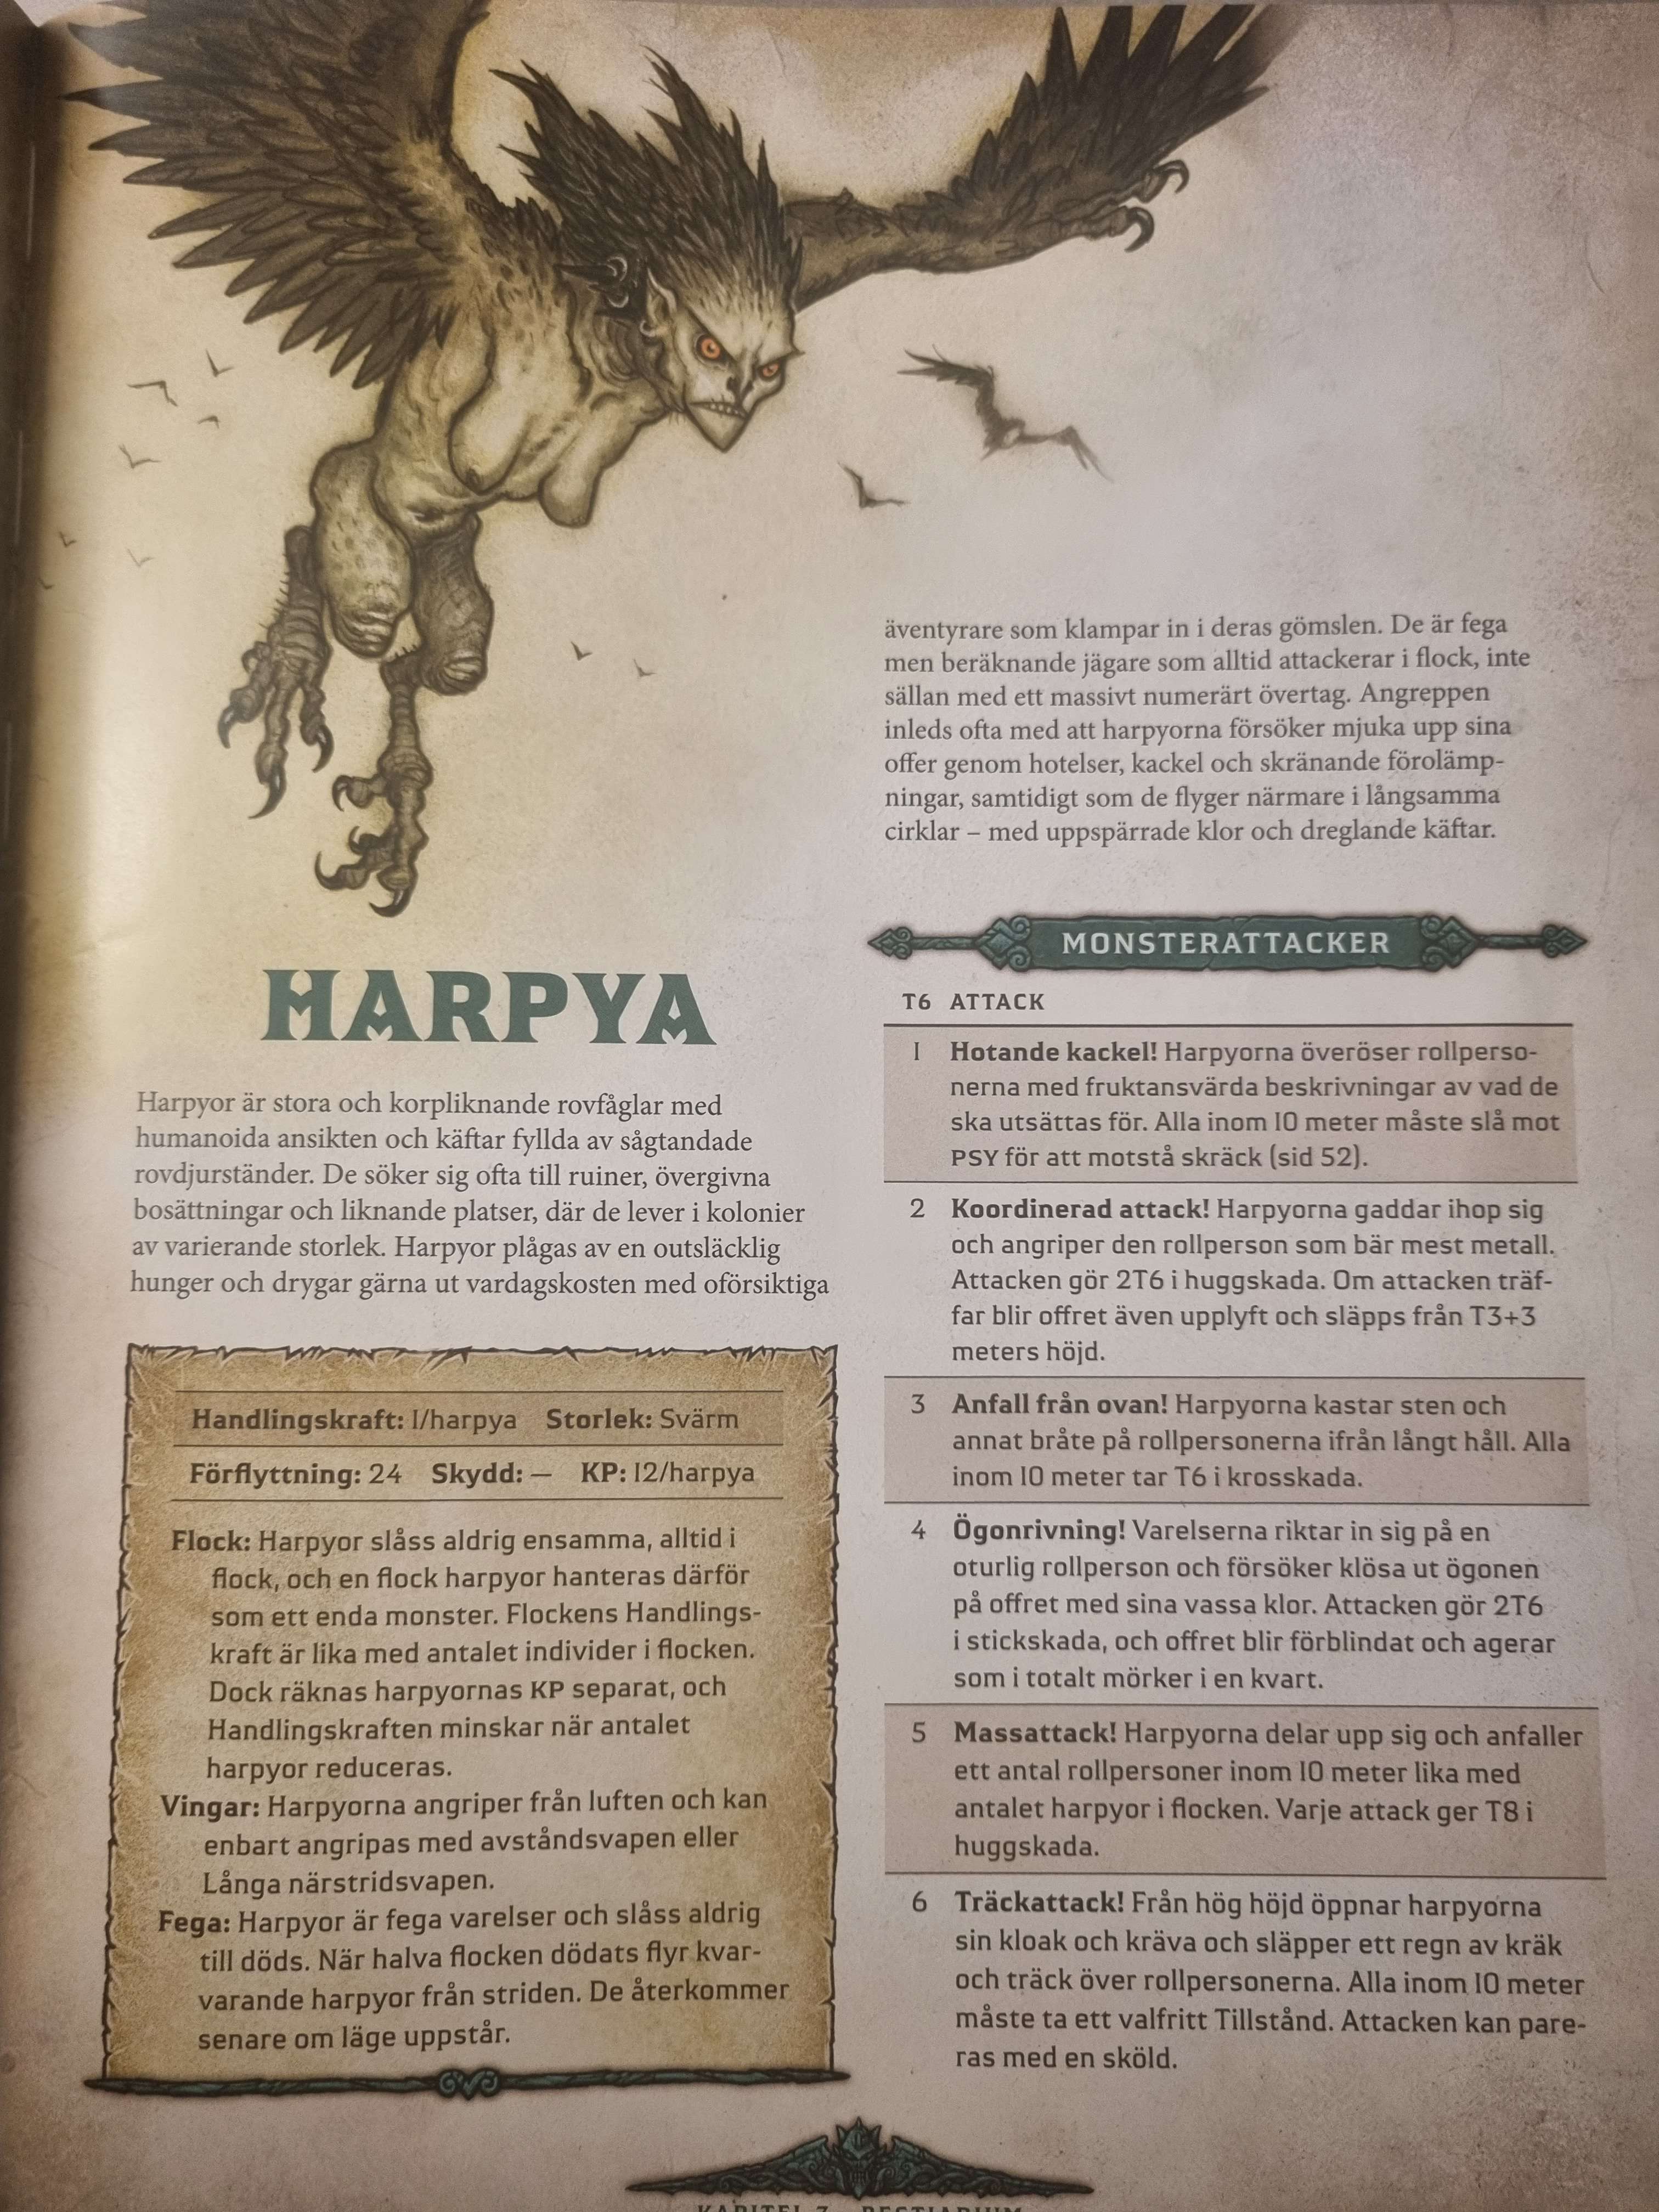 HARPYA
Harpyor är stora och korpliknande rovfåglar med
humanoida ansikten och käftar fyllda av sågtandade
rovdjurständer. De söker sig ofta till ruiner, övergivna
bosättningar och liknande platser, där de lever i kolonier
av varierande storlek. Harpyor plågas av en outsläcklig
hunger och drygar gärna ut vardagskosten med oförsiktiga
äventyrare som klampar in i deras gömslen. De är fega
men beräknande jägare som alltid attackerar i flock, inte
sällan med ett massivt numerärt övertag. Angreppen
inleds ofta med att harpyorna försöker mjuka upp sina
offer genom hotelser, kackel och skränande förolämp-
ningar, samtidigt som de flyger närmare i långsamma
cirklar – med uppspärrade klor och dreglande käftar.
Handlingskraft: 1/harpya Storlek: Svärm
Förflyttning: 24 Skydd: — KP: 12/harpya
Flock: Harpyor slåss aldrig ensamma, alltid i
flock, och en flock harpyor hanteras därför
som ett enda monster. Flockens Handlings-
kraft är lika med antalet individer i flocken.
Dock räknas harpyornas KP separat, och
Handlingskraften minskar när antalet
harpyor reduceras.
Vingar: Harpyorna angriper från luften och kan
enbart angripas med avståndsvapen eller
Långa närstridsvapen.
Fega: Harpyor är fega varelser och slåss aldrig
till döds. När halva flocken dödats flyr kvar-
varande harpyor från striden. De återkommer
senare om läge uppstår.
MONSTERATTACKER
T6 ATTACK
1 Hotande kackel! Harpyorna överöser rollperso-
nerna med fruktansvärda beskrivningar av vad de
ska utsättas för. Alla inom 10 meter måste slå mot
PSY för att motstå skräck (sid 52).
2 Koordinerad attack! Harpyorna gaddar ihop sig
och angriper den rollperson som bär mest metall.
Attacken gör 2T6 i huggskada. Om attacken träf-
far blir offret även upplyft och släpps från T3+3
meters höjd.
3 Anfall från ovan! Harpyorna kastar sten och
annat bråte på rollpersonerna ifrån långt håll. Alla
inom 10 meter tar T6 i krosskada.
4 Ögonrivning! Varelserna riktar in sig på en
oturlig rollperson och försöker klösa ut ögonen
på offret med sina vassa klor. Attacken gör 2T6
i stickskada, och offret blir förblindat och agerar
som i totalt mörker i en kvart.
5 Massattack! Harpyorna delar upp sig och anfaller
ett antal rollpersoner inom 10 meter lika med
antalet harpyor i flocken. Varje attack ger T8 i
huggskada.
6 Träckattack! Från hög höjd öppnar harpyorna
sin kloak och kräva och släpper ett regn av kräk
och träck över rollpersonerna. Alla inom 10 meter
måste ta ett valfritt Tillstånd. Attacken kan pare-
ras med en sköld.